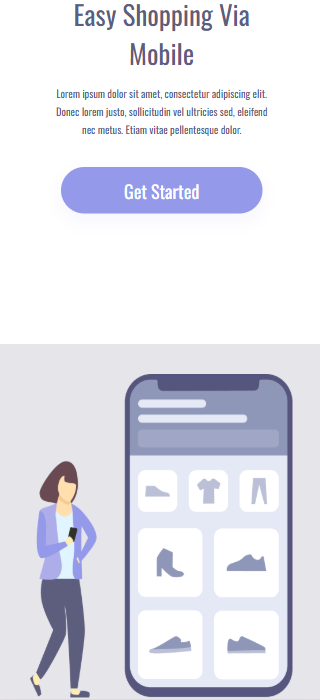 Easy Shopping Via
Mobile
Lorem ipsum dolor sit amet, consectetur adipiscing elit.
Donec lorem justo, sollicitudin vel ultricies sed, eleifend
nec metus. Etiam vitae pellentesque dolor.
Get Started